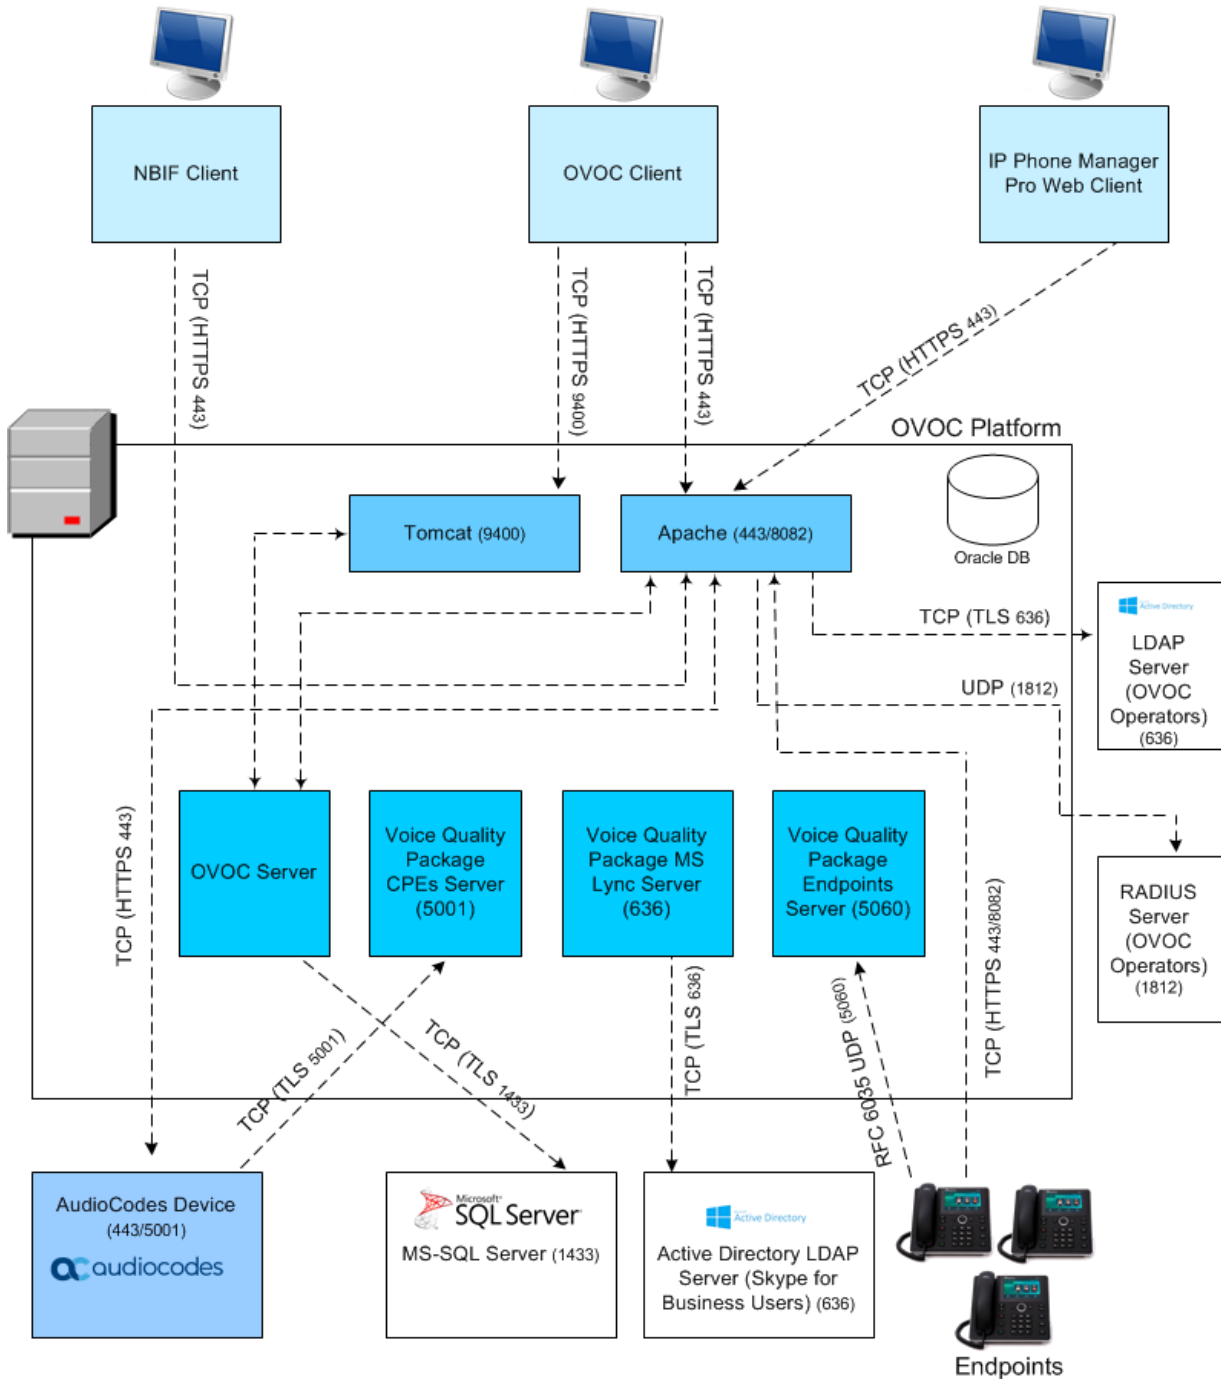 NBIF Client
OVOC Client
IP Phone Manager
Pro Web Client
TCP (HTTPS 443)
TCP (HTTPS 9400)
TCP (HTTPS 443)
TCP (HTTPS 443)
OVOC Platform
Tomcat (9400)
Apache (443/8082)
Oracle DB
TCP (TLS 636)
Active Directory
LDAP
Server
(OVOC
Operators)
(636)
UDP (1812)
OVOC Server
Voice Quality
Package
CPEs Server
(5001)
Voice Quality
Package MS
Lync Server
(636)
Voice Quality
Package
Endpoints
Server (5060)
RADIUS
Server
(OVOC
Operators)
(1812)
TCP (HTTPS 443)
TCP (TLS 5001)
TCP (TLS 1433)
TCP (TLS 636)
RFC 6035 UDP (5060)
TCP (HTTPS 443/8082)
AudioCodes Device
(443/5001)
audiocodes
Microsoft
SQL Server
MS-SQL Server (1433)
Active Directory
Active Directory LDAP
Server (Skype for
Business Users) (636)
Endpoints